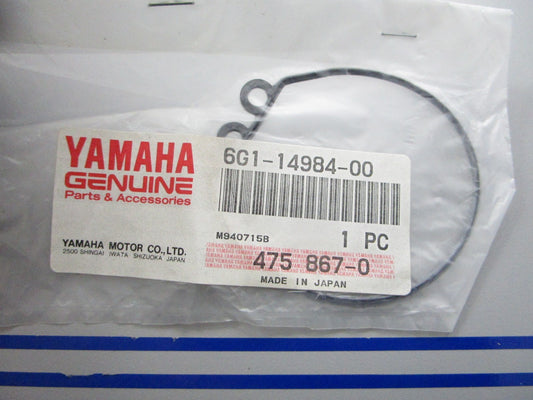 YAMAHA
GENUINE
Parts & Accessories
6G1-14984-00
M940715B
1 PC
YAMAHA MOTOR CO., LTD.
2500 SHINGAI IWATA SHIZUOKA JAPAN
475 867-0
MADE IN JAPAN